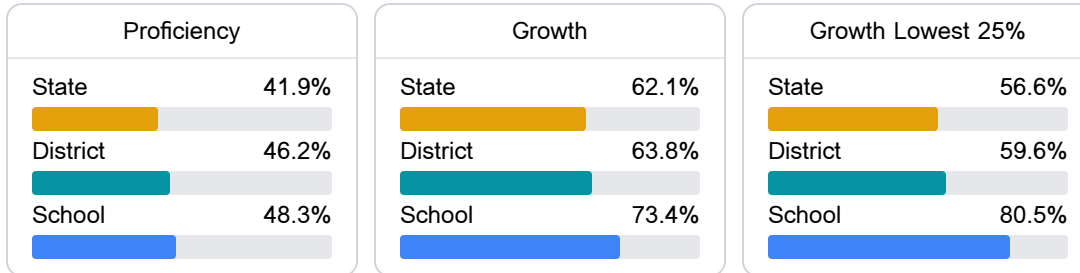 Proficiency
State 41.9%
District 46.2%
School 48.3%
Growth
State 62.1%
District 63.8%
School 73.4%
Growth Lowest 25%
State 56.6%
District 59.6%
School 80.5%